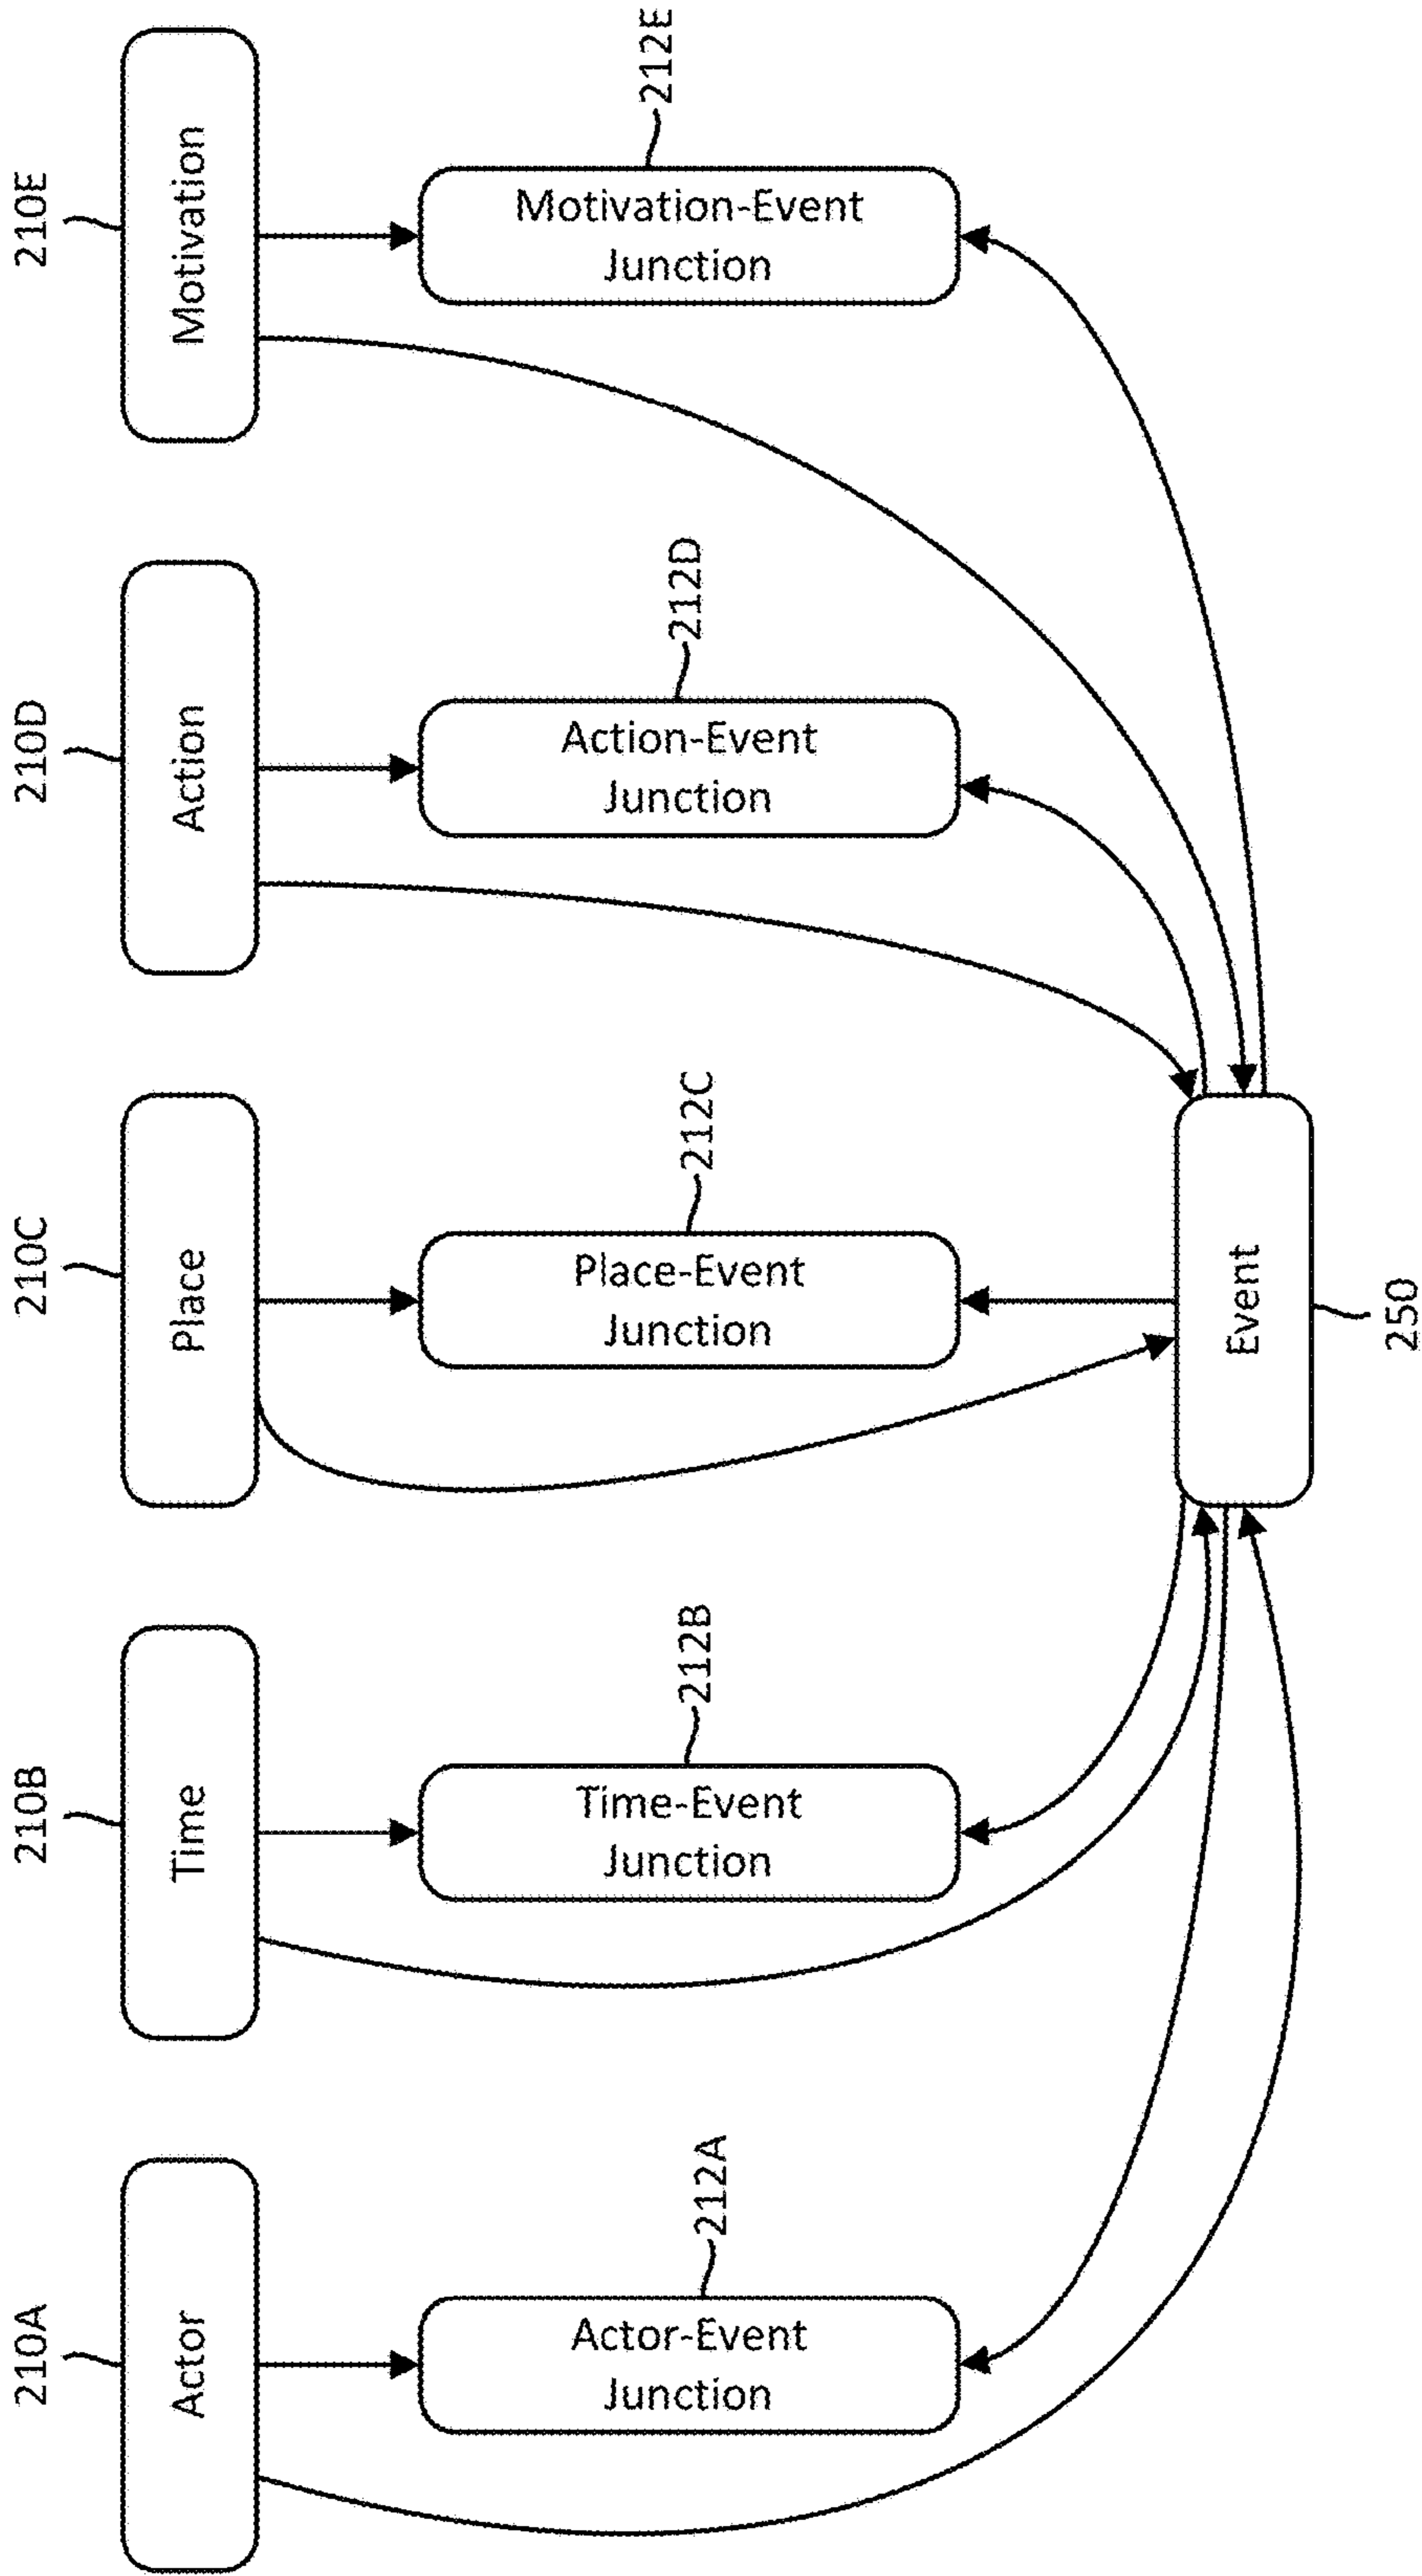 210A
210B
210C
210D
210E
Actor
Time
Place
Action
Motivation
Actor-Event
Junction
212A
Time-Event
Junction
212B
Place-Event
Junction
212C
Action-Event
Junction
212D
Motivation-Event
Junction
212E
Event
250